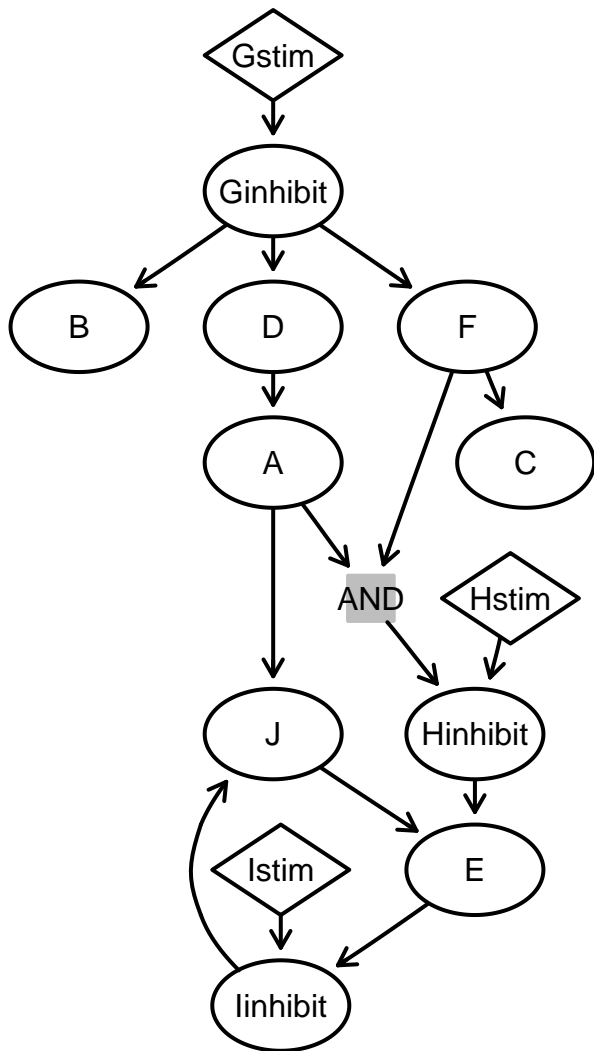 Gstim
Ginhibit
B
D
F
A
C
AND
Hstim
J
Hinhibit
Istim
E
Iinhibit